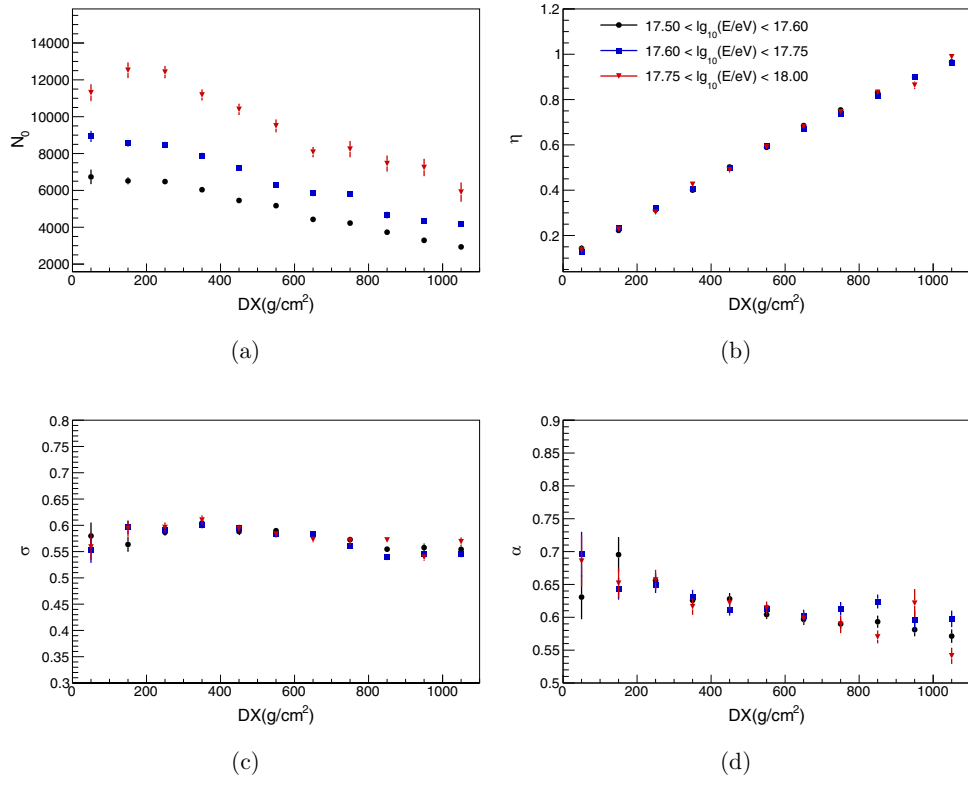 14000
12000
10000
8000
6000
4000
2000
N₀
0 200 400 600 800 1000
DX(g/cm²)
(a)
1.2
1
0.8
0.6
0.4
0.2
η
17.50 < lg₁₀(E/eV) < 17.60
17.60 < lg₁₀(E/eV) < 17.75
17.75 < lg₁₀(E/eV) < 18.00
0 200 400 600 800 1000
DX(g/cm²)
(b)
0.8
0.75
0.7
0.65
0.6
0.55
0.5
0.45
0.4
0.35
0.3
σ
0 200 400 600 800 1000
DX(g/cm²)
(c)
0.9
0.85
0.8
0.75
0.7
0.65
0.6
0.55
0.5
α
0 200 400 600 800 1000
DX(g/cm²)
(d)